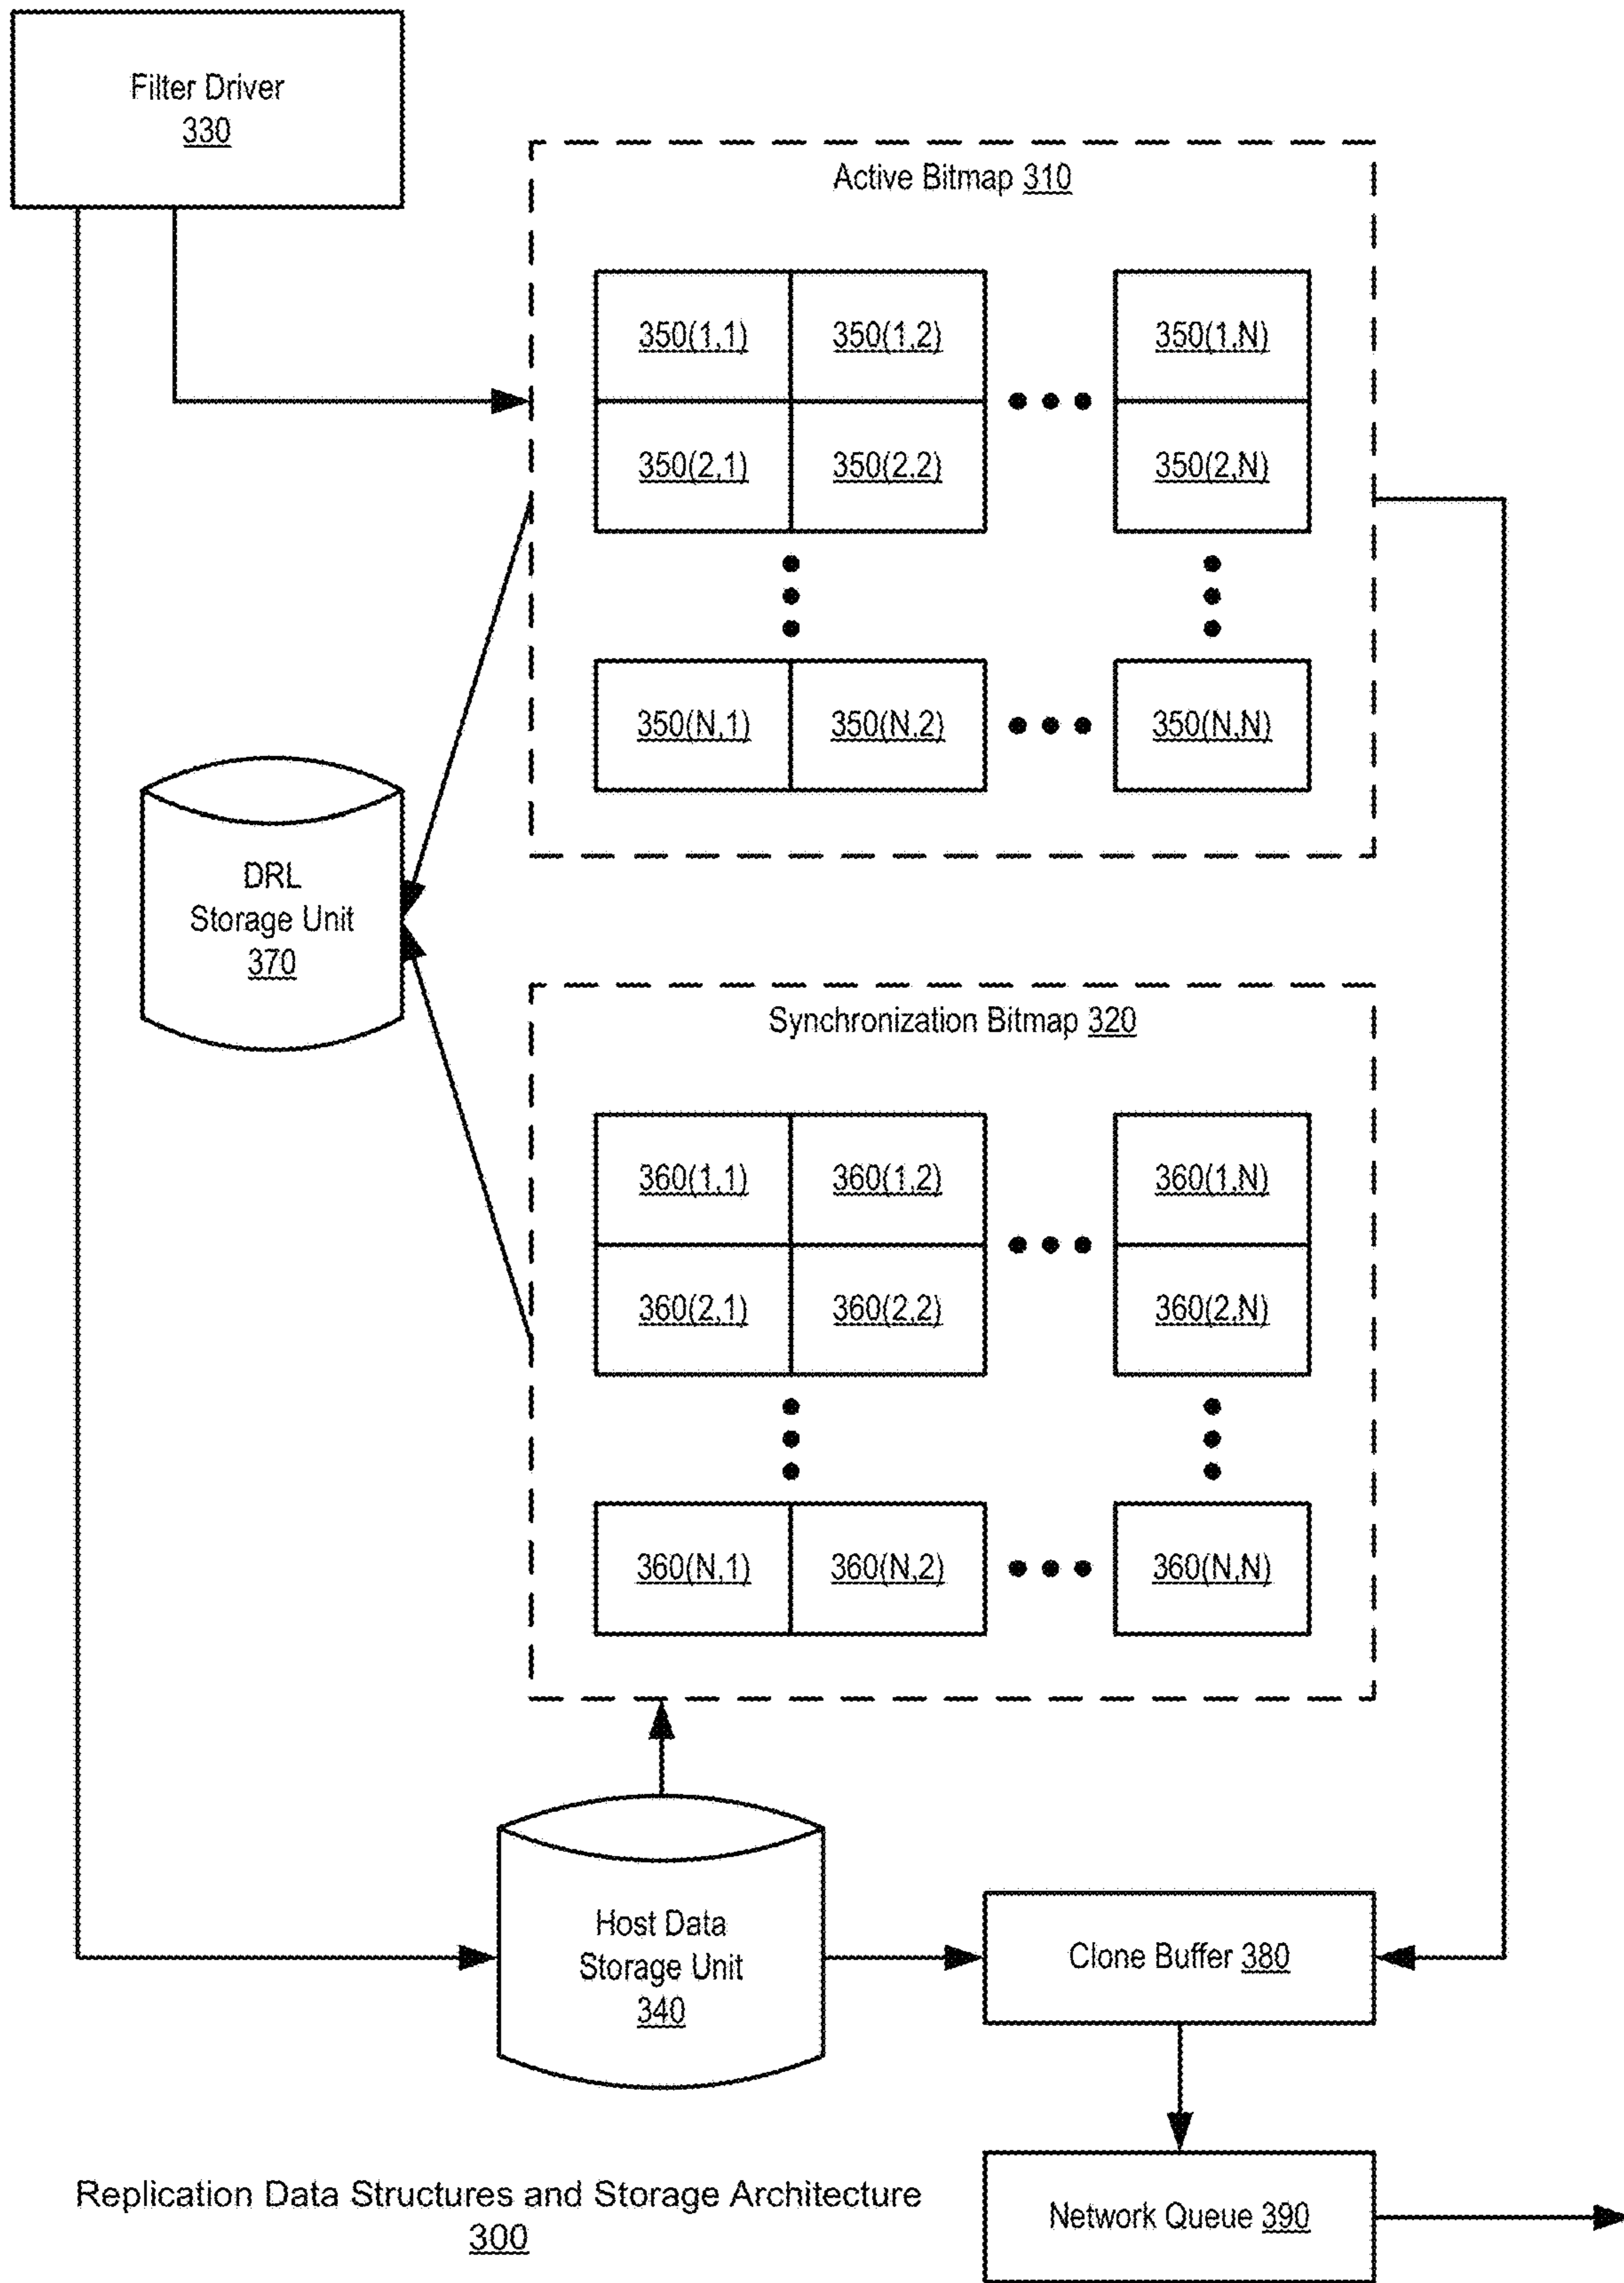 Filter Driver
330
Active Bitmap 310
350(1,1) 350(1,2) 350(1,N)
350(2,1) 350(2,2) 350(2,N)
350(N,1) 350(N,2) 350(N,N)
DRL
Storage Unit
370
Synchronization Bitmap 320
360(1,1) 360(1,2) 360(1,N)
360(2,1) 360(2,2) 360(2,N)
360(N,1) 360(N,2) 360(N,N)
Host Data
Storage Unit
340
Clone Buffer 380
Network Queue 390
Replication Data Structures and Storage Architecture
300